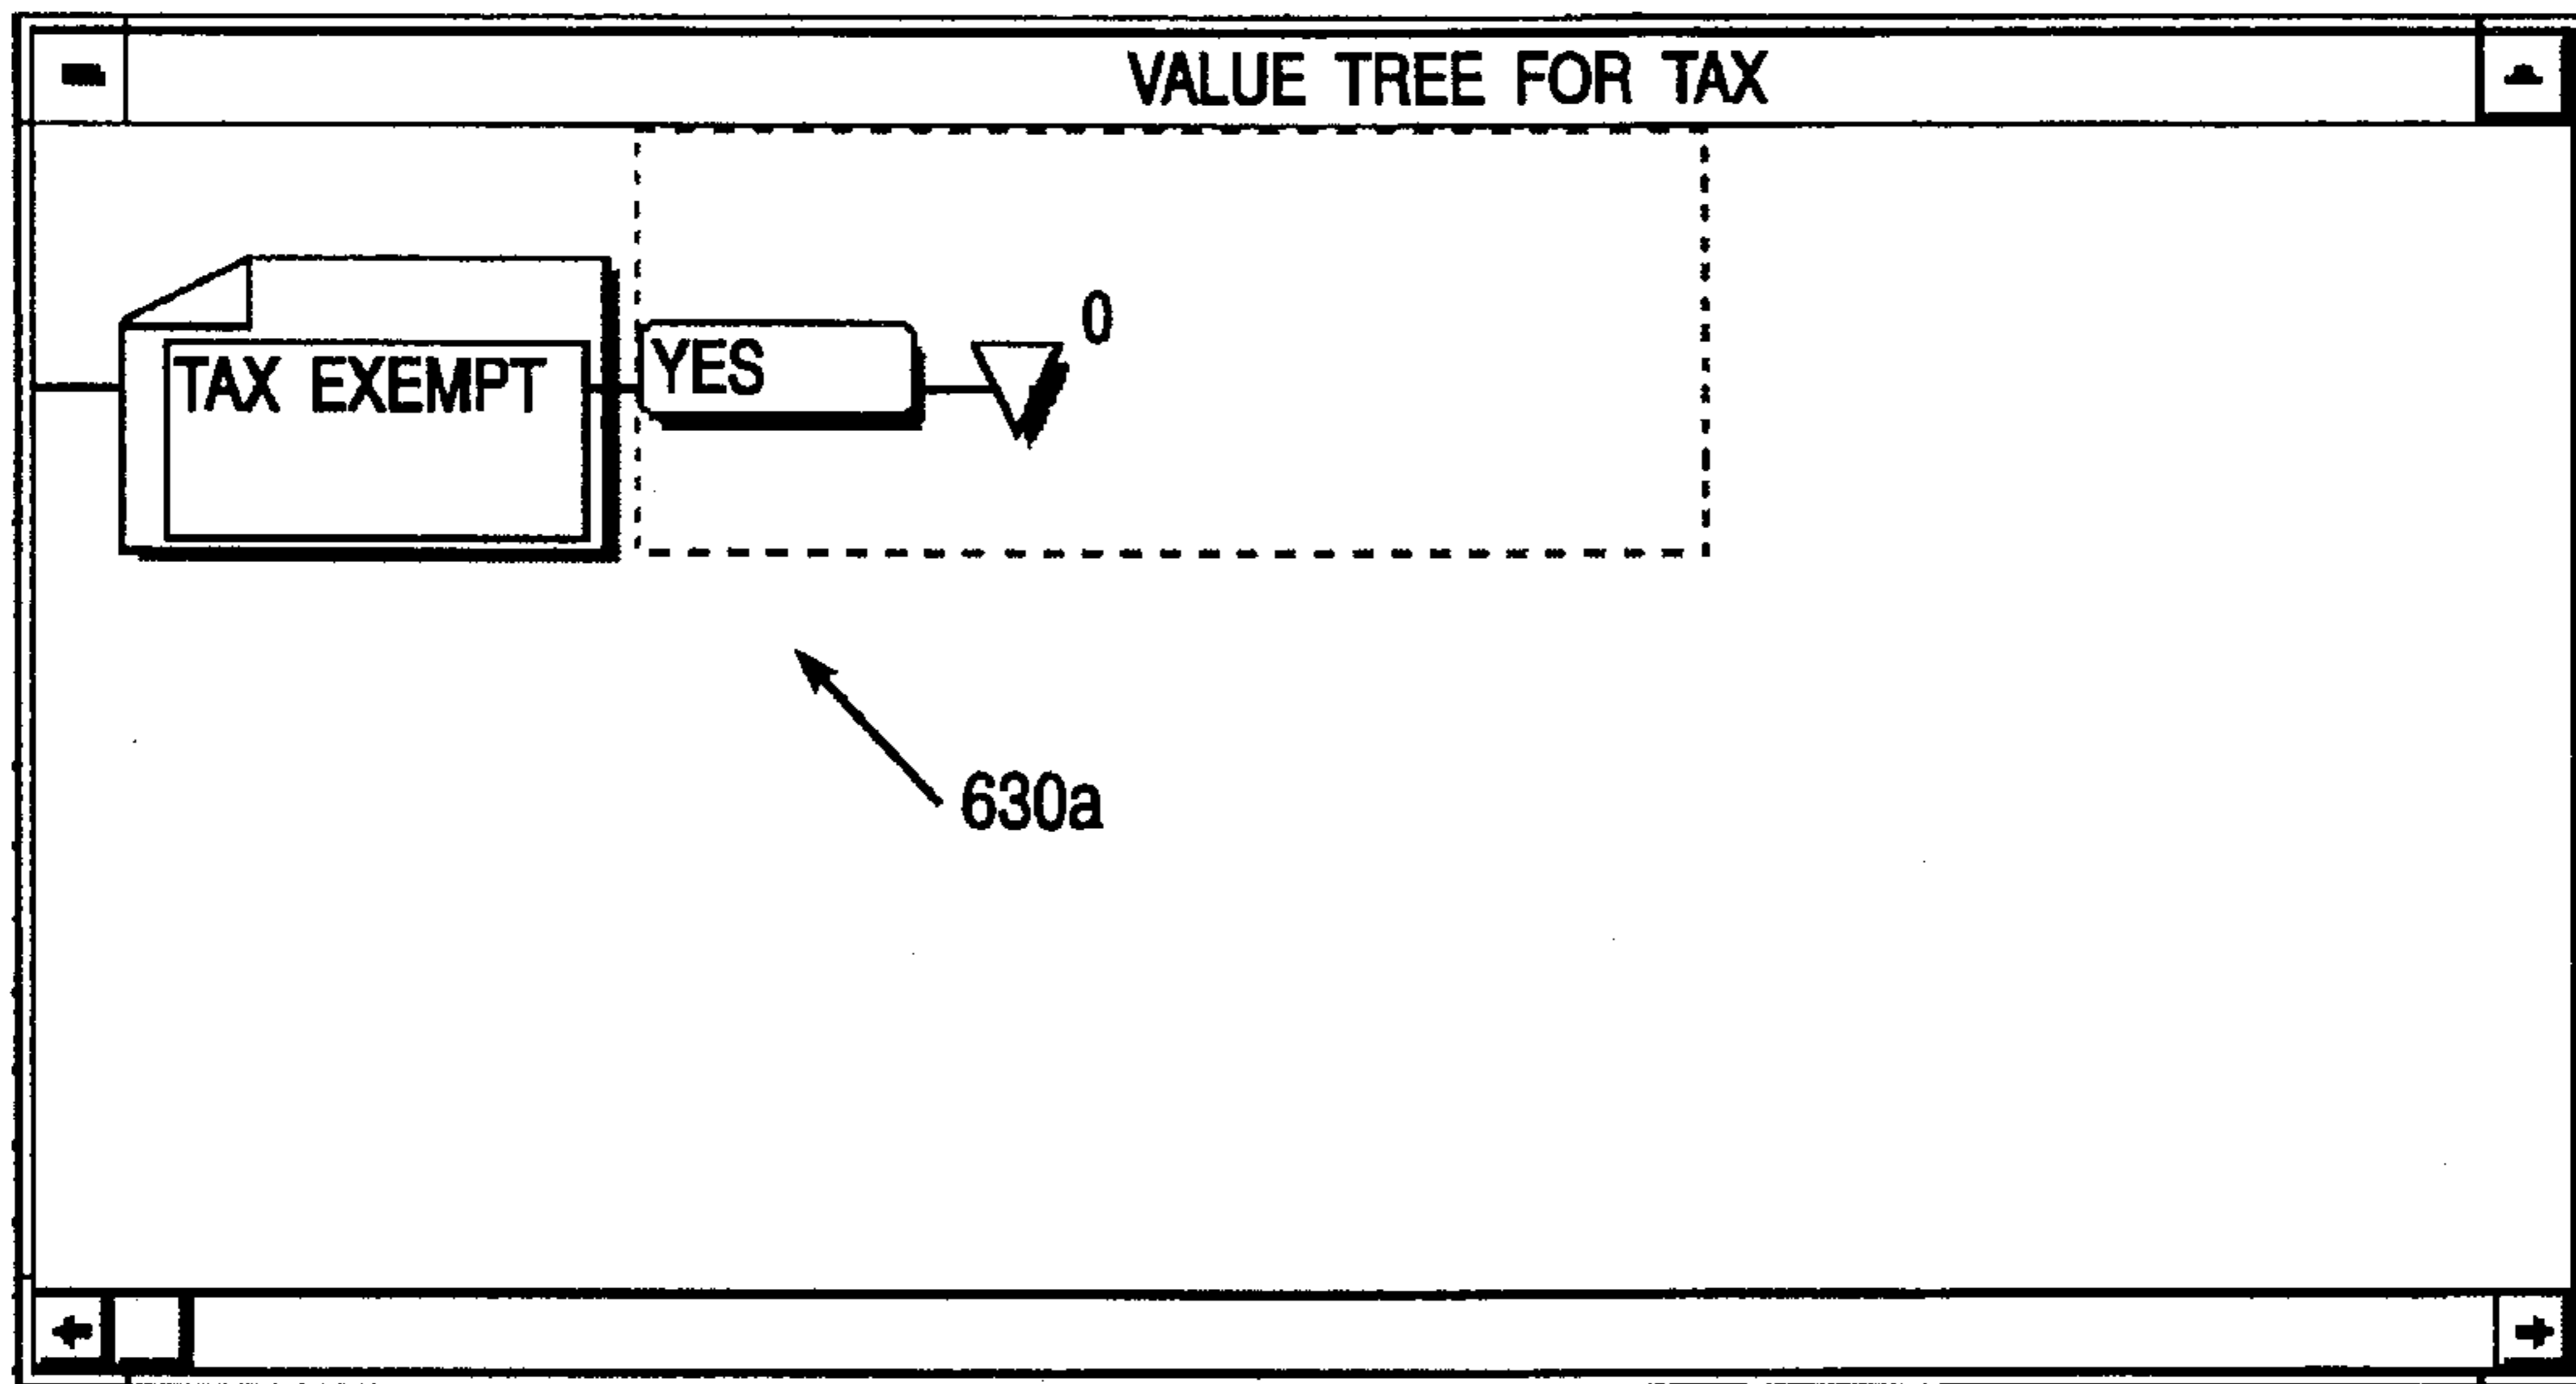 VALUE TREE FOR TAX
TAX EXEMPT
YES
0
630a